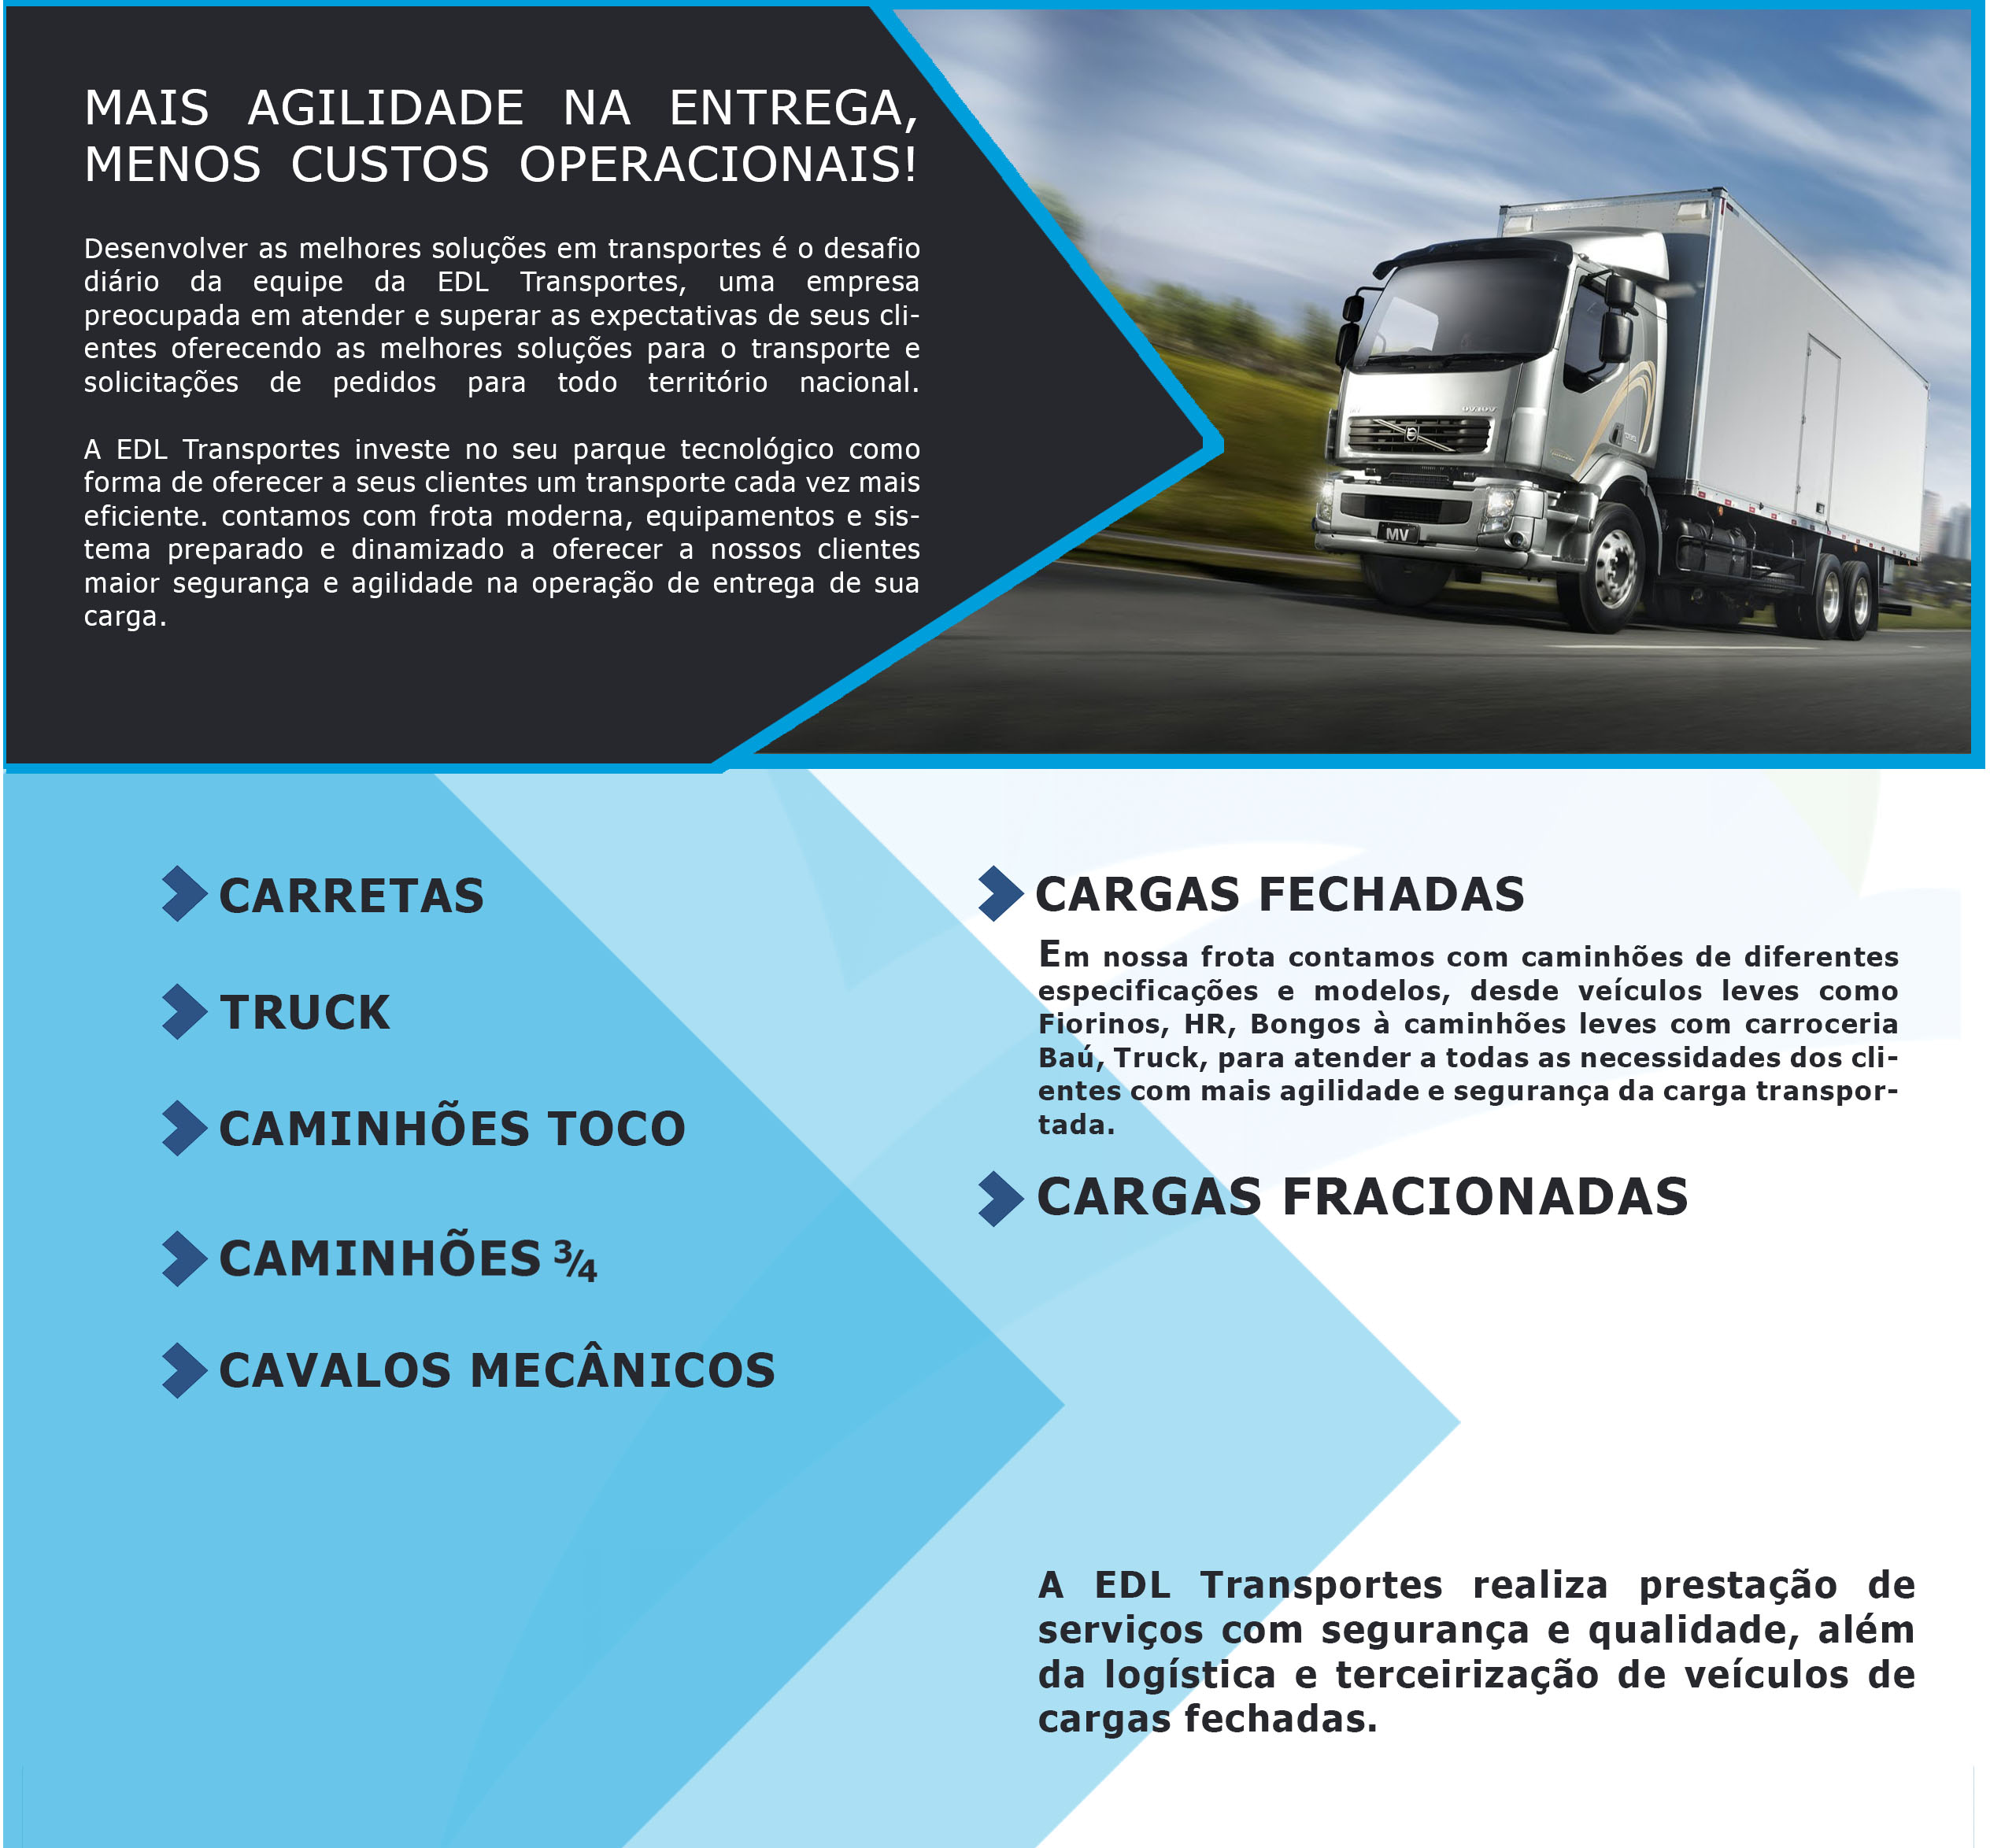 MAIS AGILIDADE NA ENTREGA,
MENOS CUSTOS OPERACIONAIS!
Desenvolver as melhores soluções em transportes é o desafio
diário da equipe da EDL Transportes, uma empresa
preocupada em atender e superar as expectativas de seus cli-
entes oferecendo as melhores soluções para o transporte e
solicitações de pedidos para todo território nacional.
A EDL Transportes investe no seu parque tecnológico como
forma de oferecer a seus clientes um transporte cada vez mais
eficiente. contamos com frota moderna, equipamentos e sis-
tema preparado e dinamizado a oferecer a nossos clientes
maior segurança e agilidade na operação de entrega de sua
carga.
MV
CARRETAS
TRUCK
CAMINHÕES TOCO
CAMINHÕES ¾
CAVALOS MECÂNICOS
CARGAS FECHADAS
Em nossa frota contamos com caminhões de diferentes
especificações e modelos, desde veículos leves como
Fiorinos, HR, Bongos à caminhões leves com carroceria
Baú, Truck, para atender a todas as necessidades dos cli-
entes com mais agilidade e segurança da carga transpor-
tada.
CARGAS FRACIONADAS
A EDL Transportes realiza prestação de
serviços com segurança e qualidade, além
da logística e terceirização de veículos de
cargas fechadas.